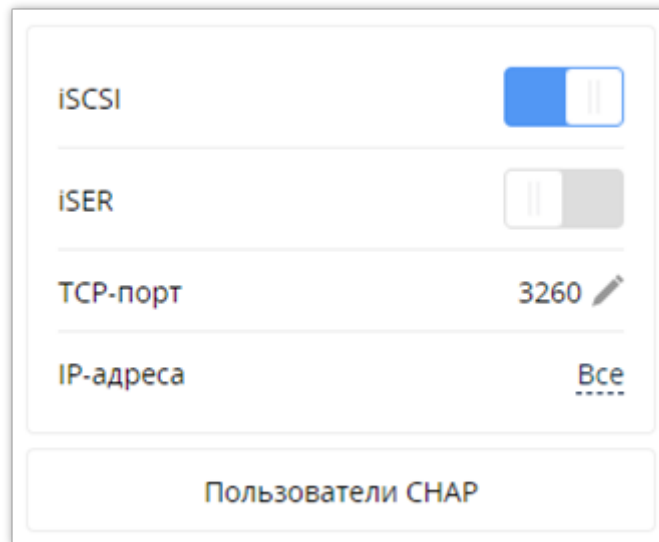 iSCSI
iSER
TCP-порт 3260
IP-адреса Все
Пользователи CHAP